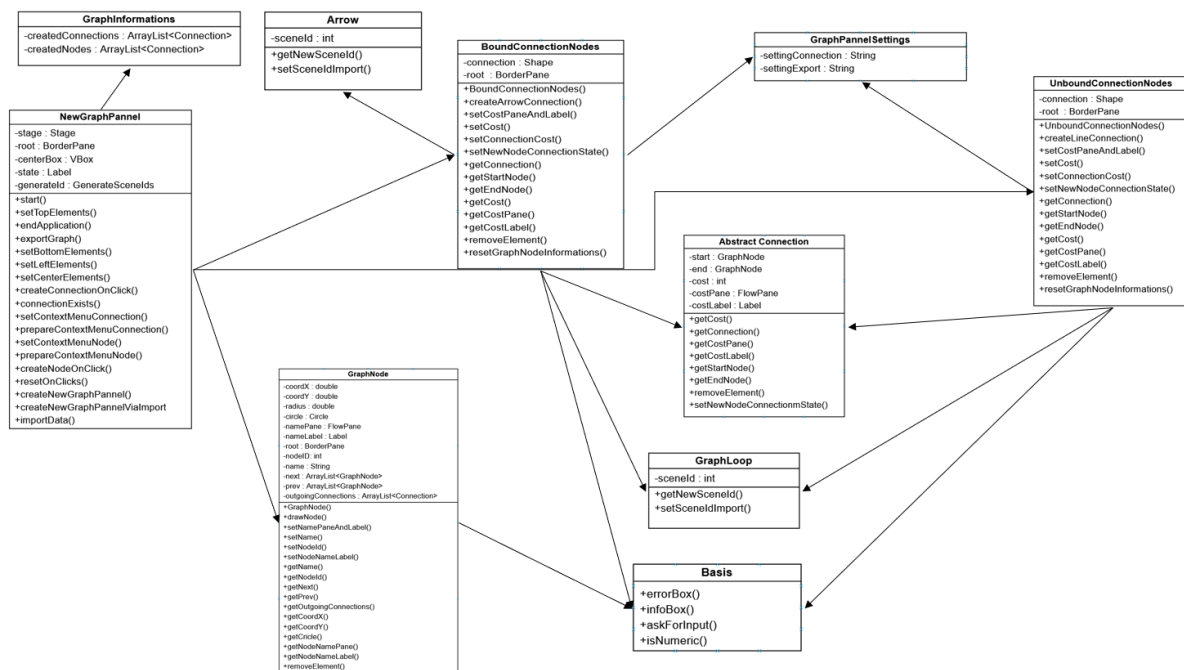 GraphInformations
-createdConnections : ArrayList<Connection>
-createdNodes : ArrayList<Connection>
Arrow
-sceneId : int
+getNewSceneId()
+setSceneIdImport()
BoundConnectionNodes
-connection : Shape
-root : BorderPane
+BoundConnectionNodes()
+createArrowConnection()
+setCostPaneAndLabel()
+setCost()
+setConnectionCost()
+setNewNodeConnectionState()
+getConnection()
+getStartNode()
+getEndNode()
+getCost()
+getCostPane()
+getCostLabel()
+removeElement()
+resetGraphNodeInformations()
GraphPannelSettings
-settingConnection : String
-settingExport : String
UnboundConnectionNodes
-connection : Shape
-root : BorderPane
+UnboundConnectionNodes()
+createLineConnection()
+setCostPaneAndLabel()
+setCost()
+setConnectionCost()
+setNewNodeConnectionState()
+getConnection()
+getStartNode()
+getEndNode()
+getCost()
+getCostPane()
+getCostLabel()
+removeElement()
+resetGraphNodeInformations()
NewGraphPannel
-stage : Stage
-root : BorderPane
-centerBox : VBox
-state : Label
-generateId : GenerateSceneIds
+start()
+setTopElements()
+endApplication()
+exportGraph()
+setBottomElements()
+setLeftElements()
+setCenterElements()
+createConnectionOnClick()
+connectionExists()
+setContextMenuConnection()
+prepareContextMenuConnection()
+setContextMenuNode()
+prepareContextMenuNode()
+createNodeOnClick()
+resetOnClicks()
+createNewGraphPannel()
+createNewGraphPannelViaImport
+importData()
Abstract Connection
-start : GraphNode
-end : GraphNode
-cost : int
-costPane : FlowPane
-costLabel : Label
+getCost()
+getConnection()
+getCostPane()
+getCostLabel()
+getStartNode()
+getEndNode()
+removeElement()
+setNewNodeConnectionmState()
GraphNode
-coordX : double
-coordY : double
-radius : double
-circle : Circle
-namePane : FlowPane
-nameLabel : Label
-root : BorderPane
-nodeID : int
-name : String
-next : ArrayList<GraphNode>
-prev : ArrayList<GraphNode>
-outgoingConnections : ArrayList<Connection>
+GraphNode()
+drawNode()
+setNamePaneAndLabel()
+setName()
+setNodeId()
+setNodeNameLabel()
+getName()
+getNodeId()
+getNext()
+getPrev()
+getOutgoingConnections()
+getCoordX()
+getCoordY()
+getCricle()
+getNodeNamePane()
+getNodeNameLabel()
+removeElement()
GraphLoop
-sceneId : int
+getNewSceneId()
+setSceneIdImport()
Basis
+errorBox()
+infoBox()
+askForInput()
+isNumeric()